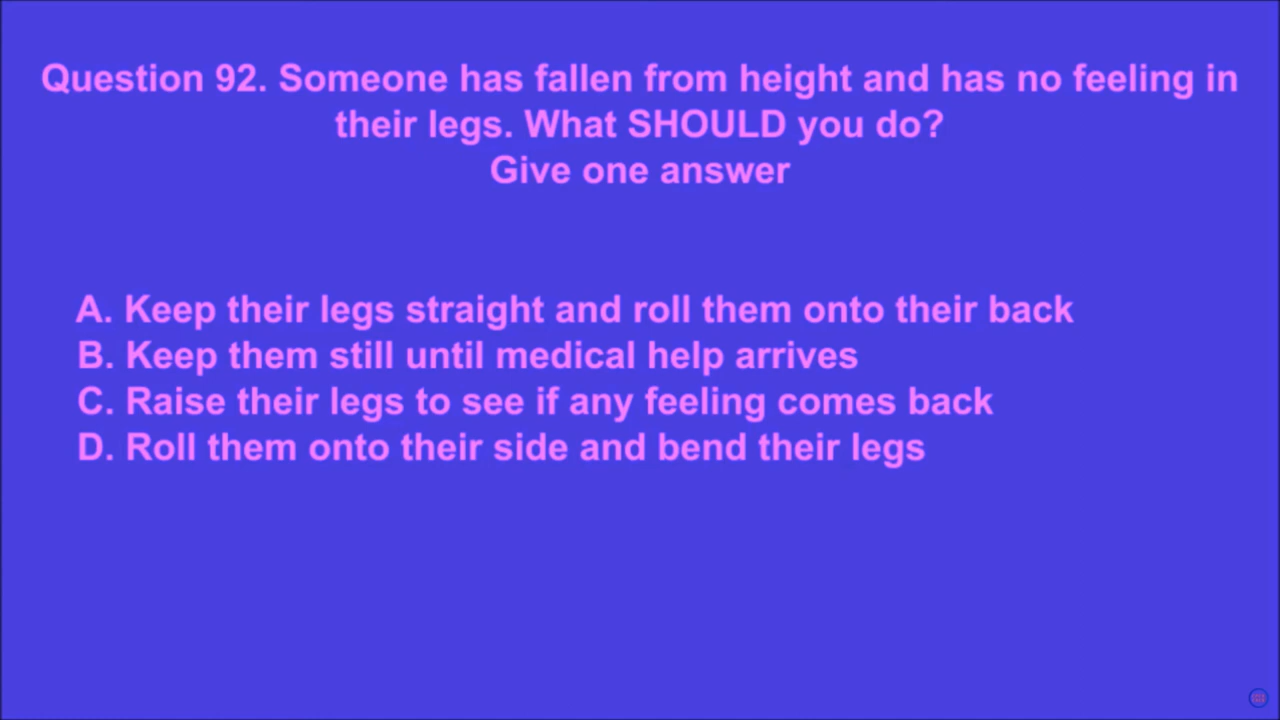 Question 92. Someone has fallen from height and has no feeling in
their legs. What SHOULD you do?
Give one answer
A. Keep their legs straight and roll them onto their back
B. Keep them still until medical help arrives
C. Raise their legs to see if any feeling comes back
D. Roll them onto their side and bend their legs